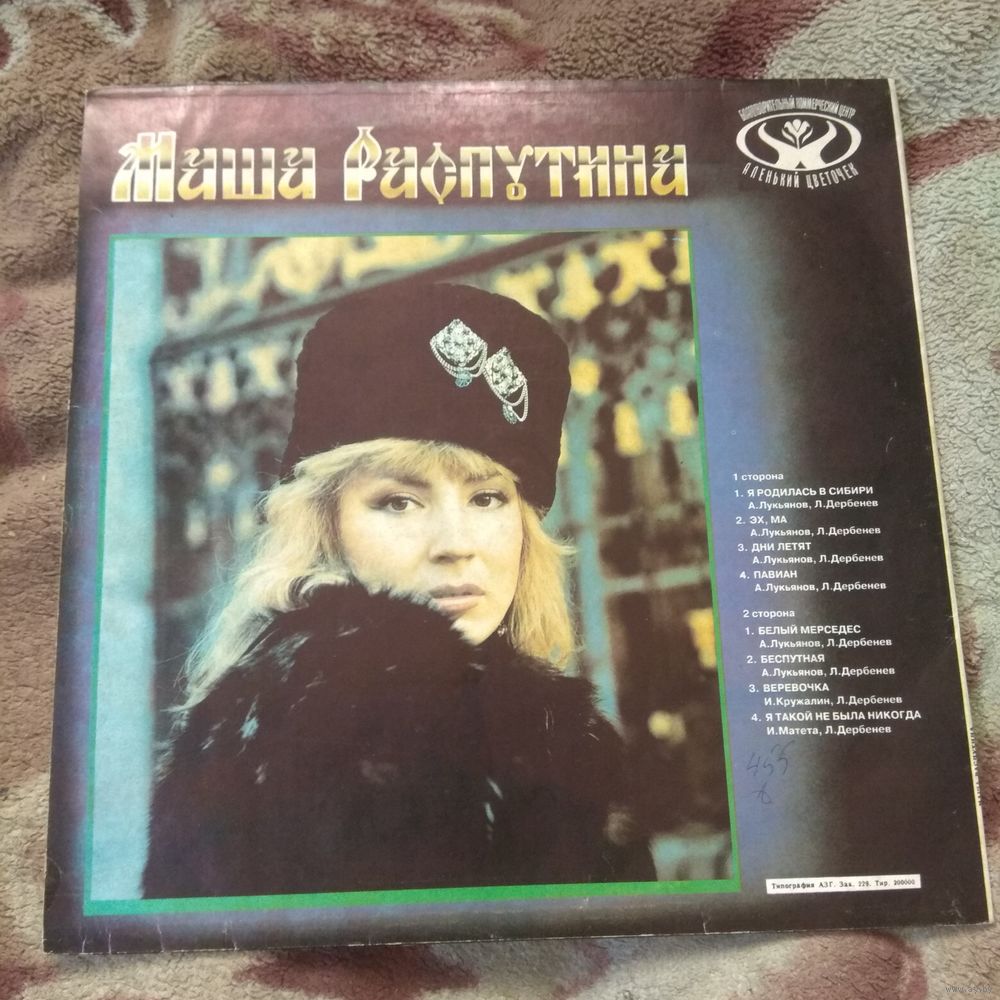 Маша Распутина
БЛАГОТВОРИТЕЛЬНЫЙ КОММЕРЧЕСКИЙ ЦЕНТР
АЛЕНЬКИЙ ЦВЕТОЧЕК
1 сторона
1. Я РОДИЛАСЬ В СИБИРИ
А.Лукьянов, Л.Дербенев
2. ЭХ, МА
А.Лукьянов, Л.Дербенев
3. ДНИ ЛЕТЯТ
А.Лукьянов, Л.Дербенев
4. ПАВИАН
А.Лукьянов, Л.Дербенев
2 сторона
1. БЕЛЫЙ МЕРСЕДЕС
А.Лукьянов, Л.Дербенев
2. БЕСПУТНАЯ
А.Лукьянов, Л.Дербенев
3. ВЕРЕВОЧКА
И.Кружалин, Л.Дербенев
4. Я ТАКОЙ НЕ БЫЛА НИКОГДА
И.Матета, Л.Дербенев
Типография АЗГ. Зак. 229. Тир. 200000